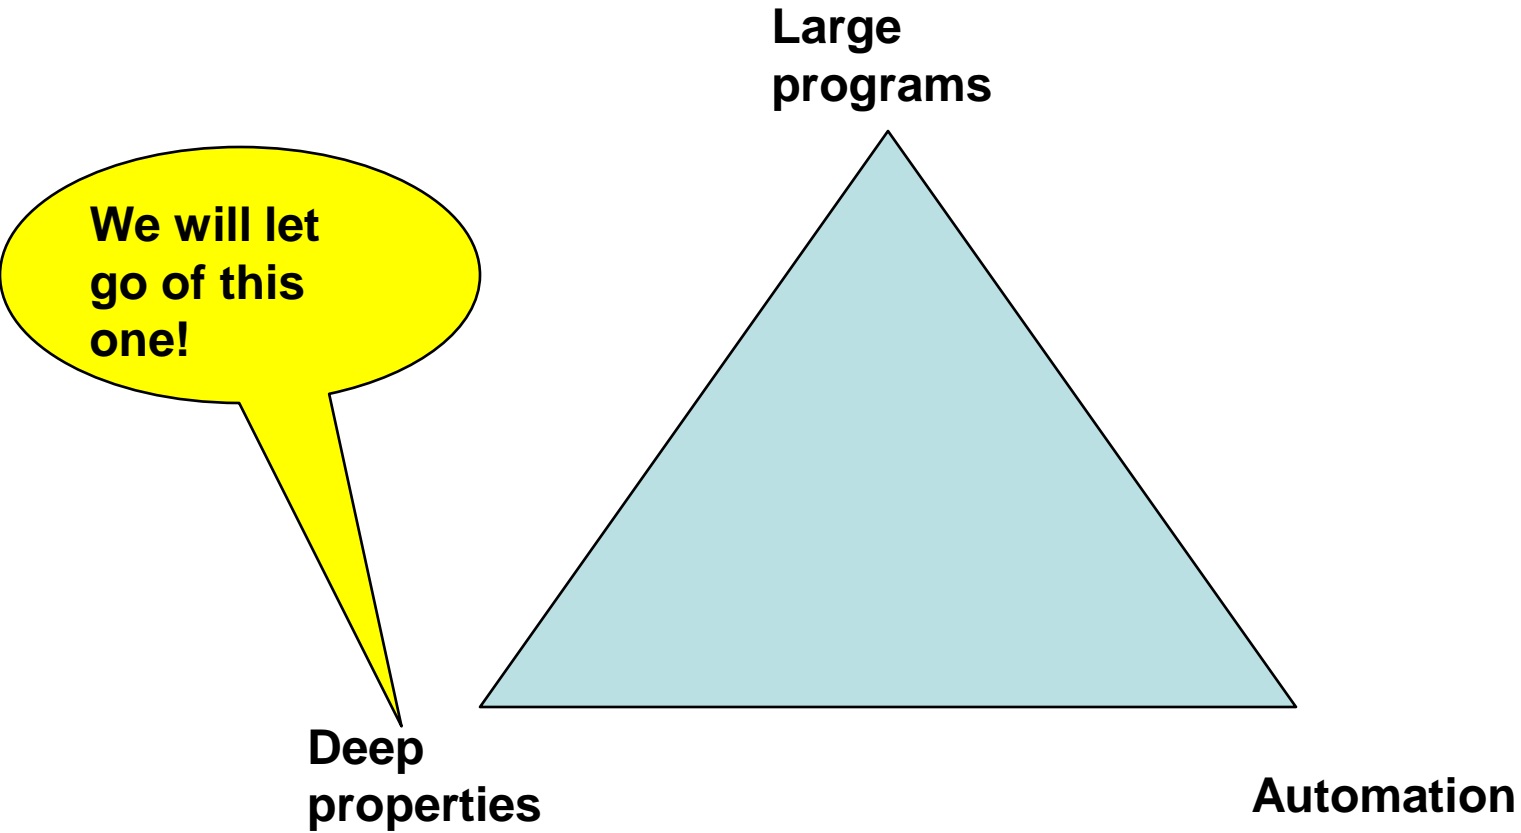 Large
programs
We will let
go of this
one!
Deep
properties
Automation